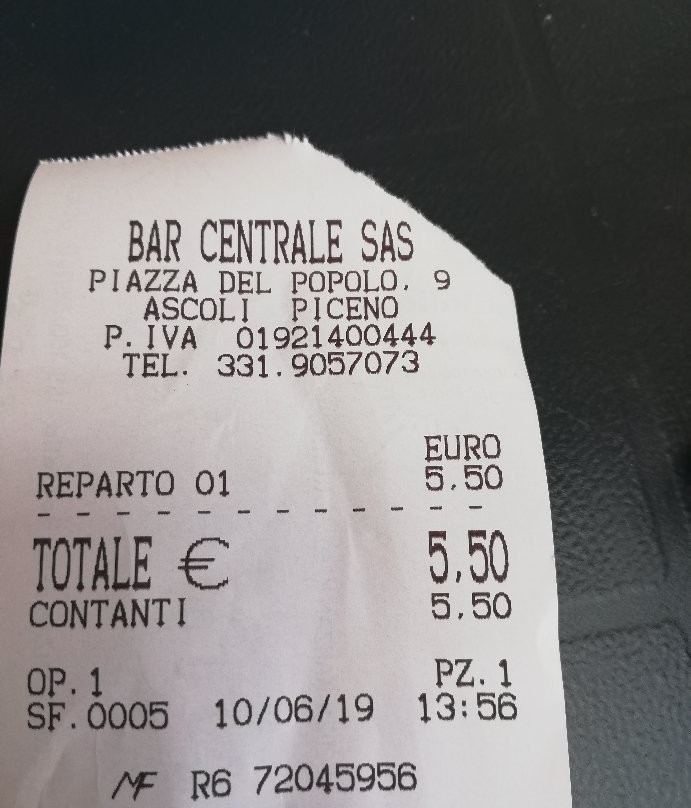 BAR CENTRALE SAS
PIAZZA DEL POPOLO, 9
ASCOLI PICENO
P.IVA 01921400444
TEL. 331.9057073
EURO
REPARTO 01 5,50
TOTALE € 5,50
CONTANTI 5,50
OP.1 PZ.1
SF.0005 10/06/19 13:56
MF R6 72045956